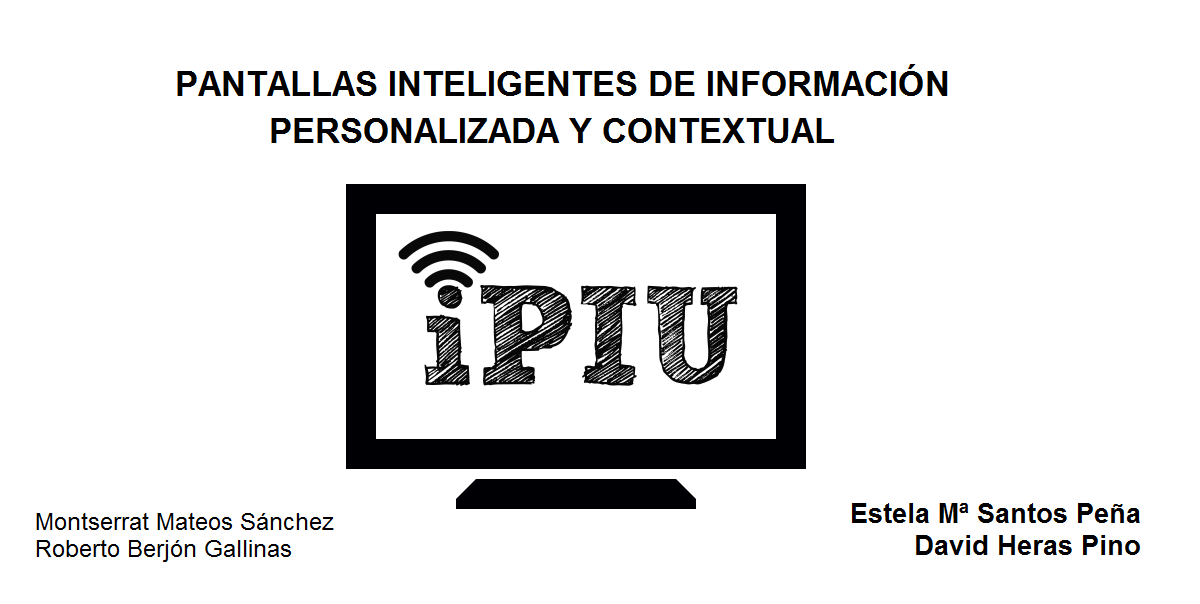 PANTALLAS INTELIGENTES DE INFORMACIÓN
PERSONALIZADA Y CONTEXTUAL
iPIU
Montserrat Mateos Sánchez
Roberto Berjón Gallinas
Estela Mª Santos Peña
David Heras Pino